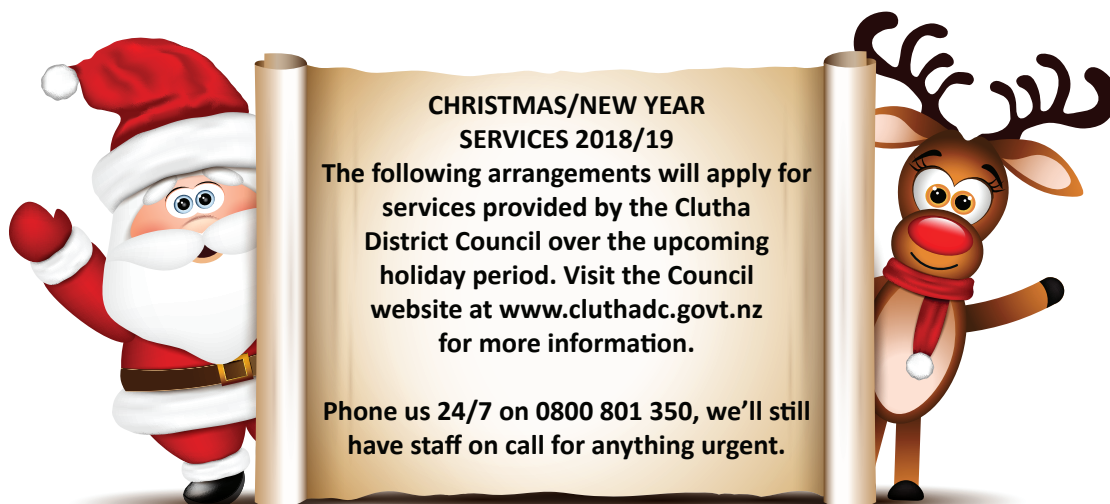 CHRISTMAS/NEW YEAR
SERVICES 2018/19
The following arrangements will apply for
services provided by the Clutha
District Council over the upcoming
holiday period. Visit the Council
website at www.cluthadc.govt.nz
for more information.
Phone us 24/7 on 0800 801 350, we’ll still
have staff on call for anything urgent.